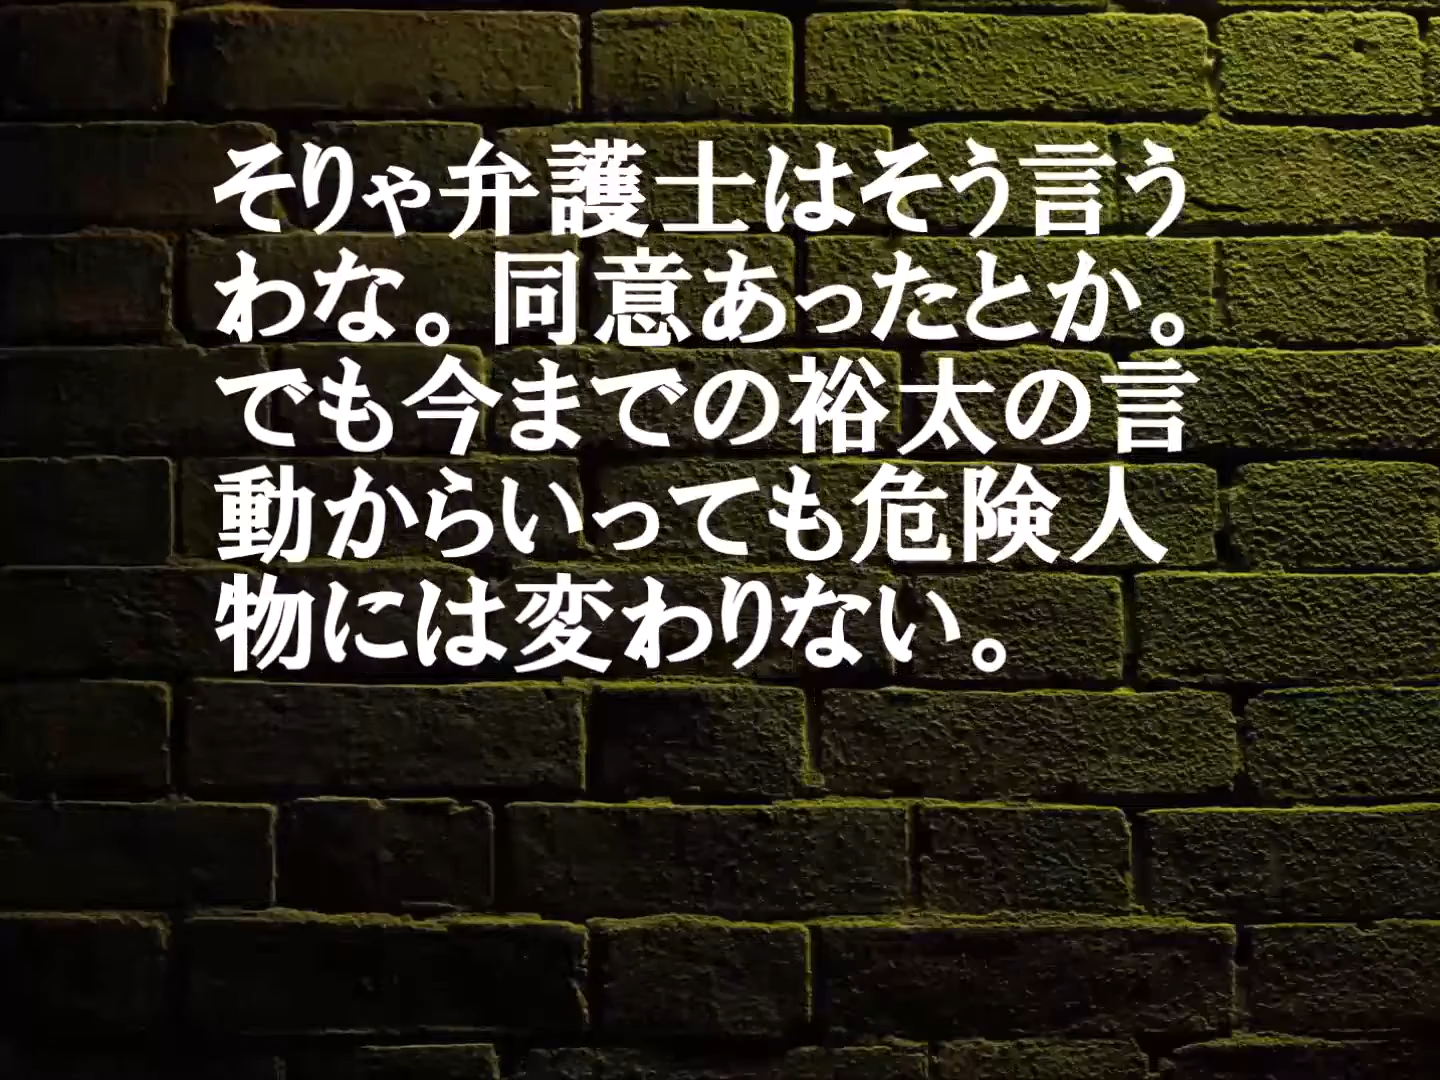 そりゃ弁護士はそう言う
わな。同意あったとか。
でも今までの裕太の言
動からいっても危険人
物には変わりない。